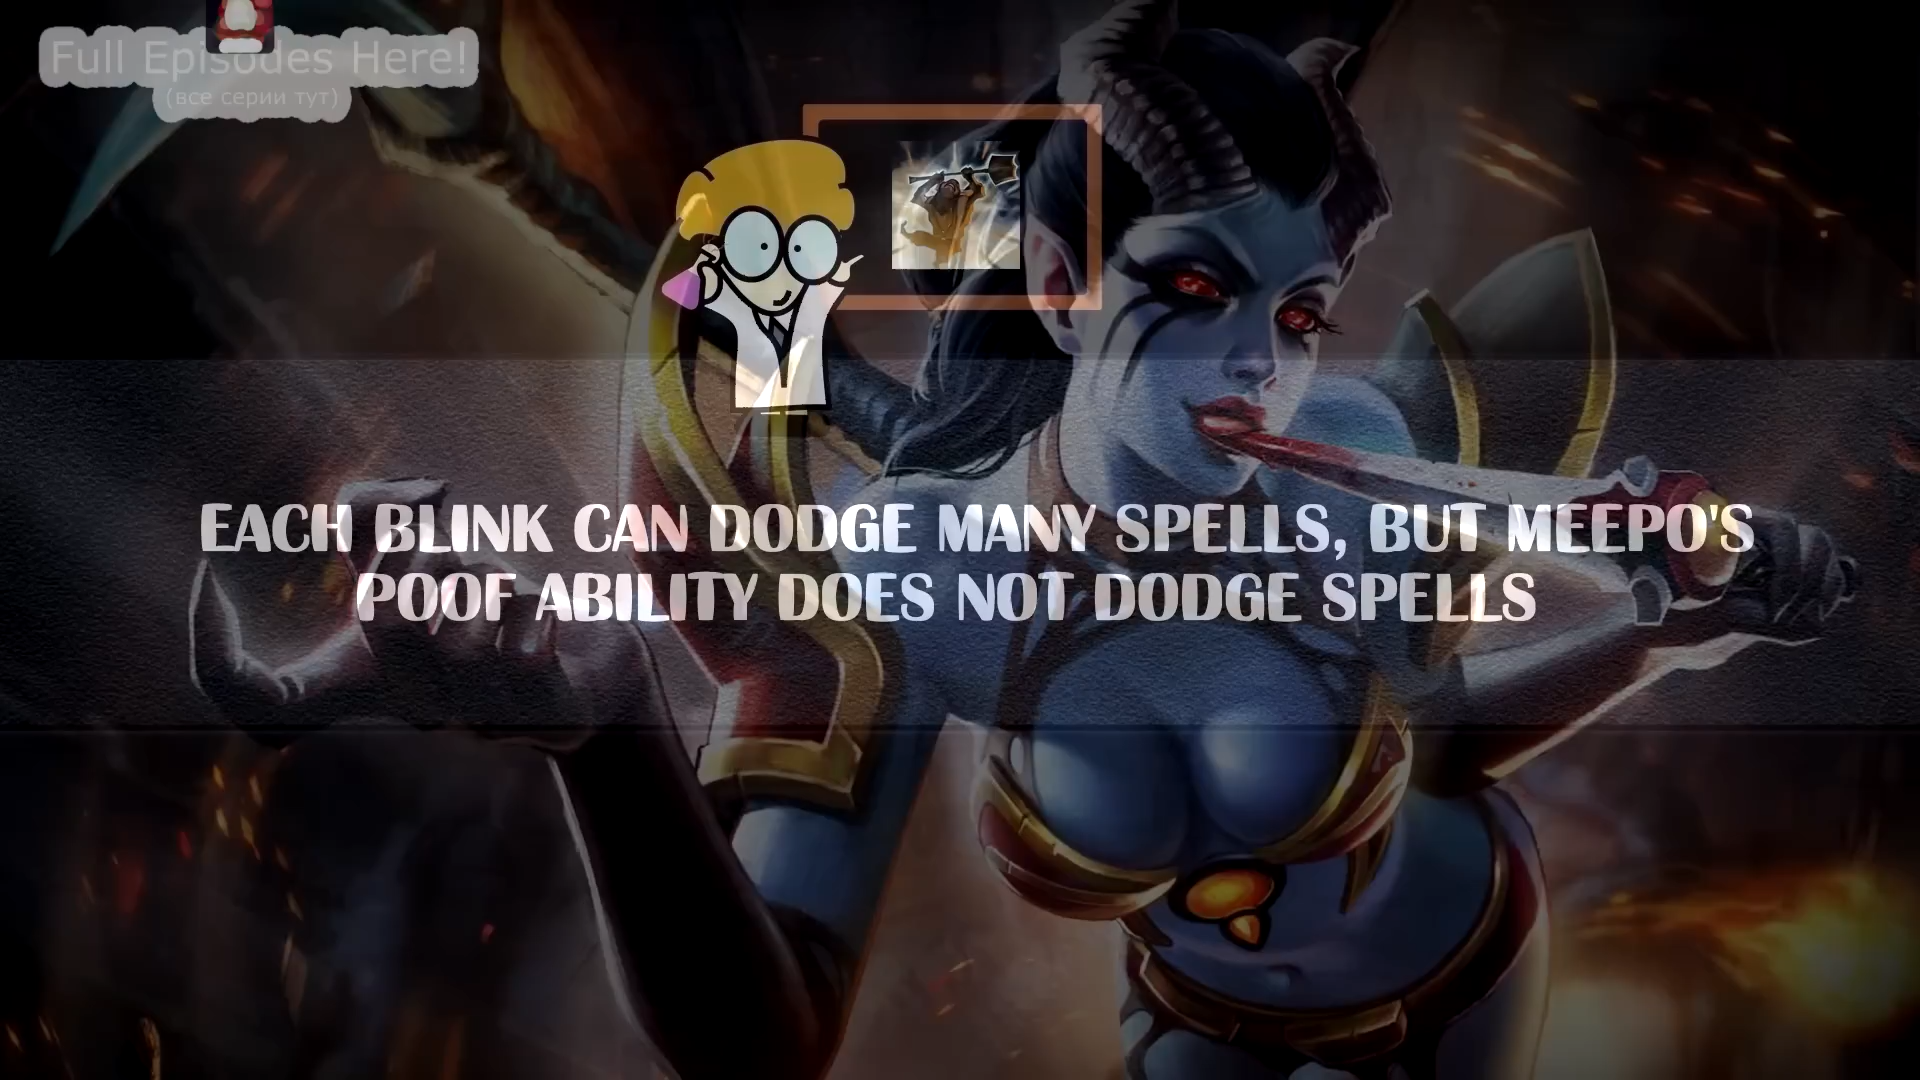 Full Episodes Here!
(все серии тут)
EACH BLINK CAN DODGE MANY SPELLS, BUT MEEPO'S
POOF ABILITY DOES NOT DODGE SPELLS